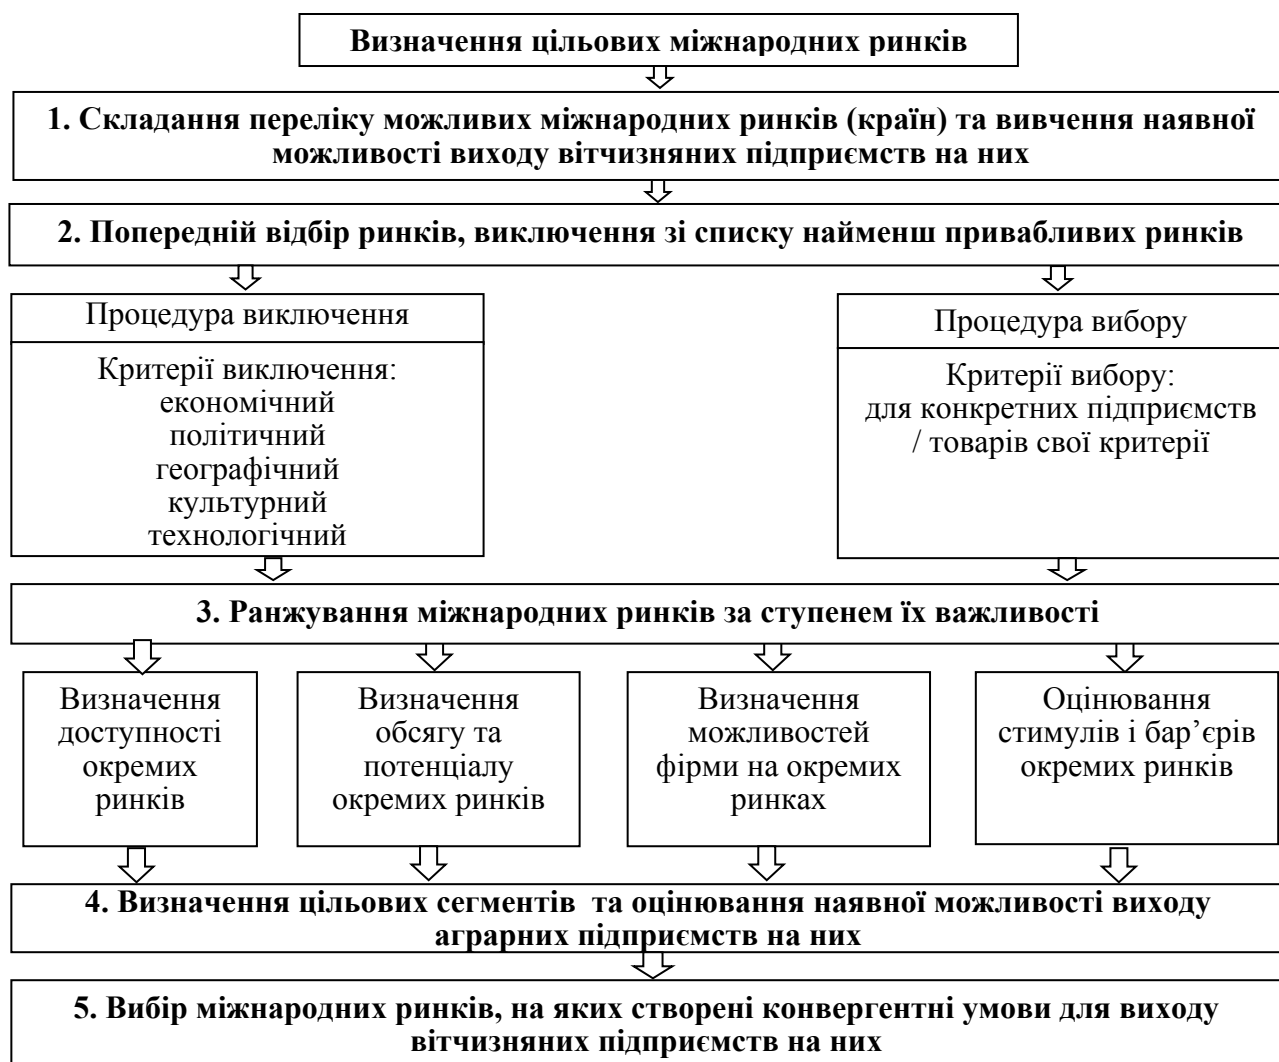 Визначення цільових міжнародних ринків
1. Складання переліку можливих міжнародних ринків (країн) та вивчення наявної
можливості виходу вітчизняних підприємств на них
2. Попередній відбір ринків, виключення зі списку найменш привабливих ринків
Процедура виключення
Критерії виключення:
економічний
політичний
географічний
культурний
технологічний
Процедура вибору
Критерії вибору:
для конкретних підприємств
/ товарів свої критерії
3. Ранжування міжнародних ринків за ступенем їх важливості
Визначення
доступності
окремих
ринків
Визначення
обсягу та
потенціалу
окремих ринків
Визначення
можливостей
фірми на окремих
ринках
Оцінювання
стимулів і бар’єрів
окремих ринків
4. Визначення цільових сегментів та оцінювання наявної можливості виходу
аграрних підприємств на них
5. Вибір міжнародних ринків, на яких створені конвергентні умови для виходу
вітчизняних підприємств на них